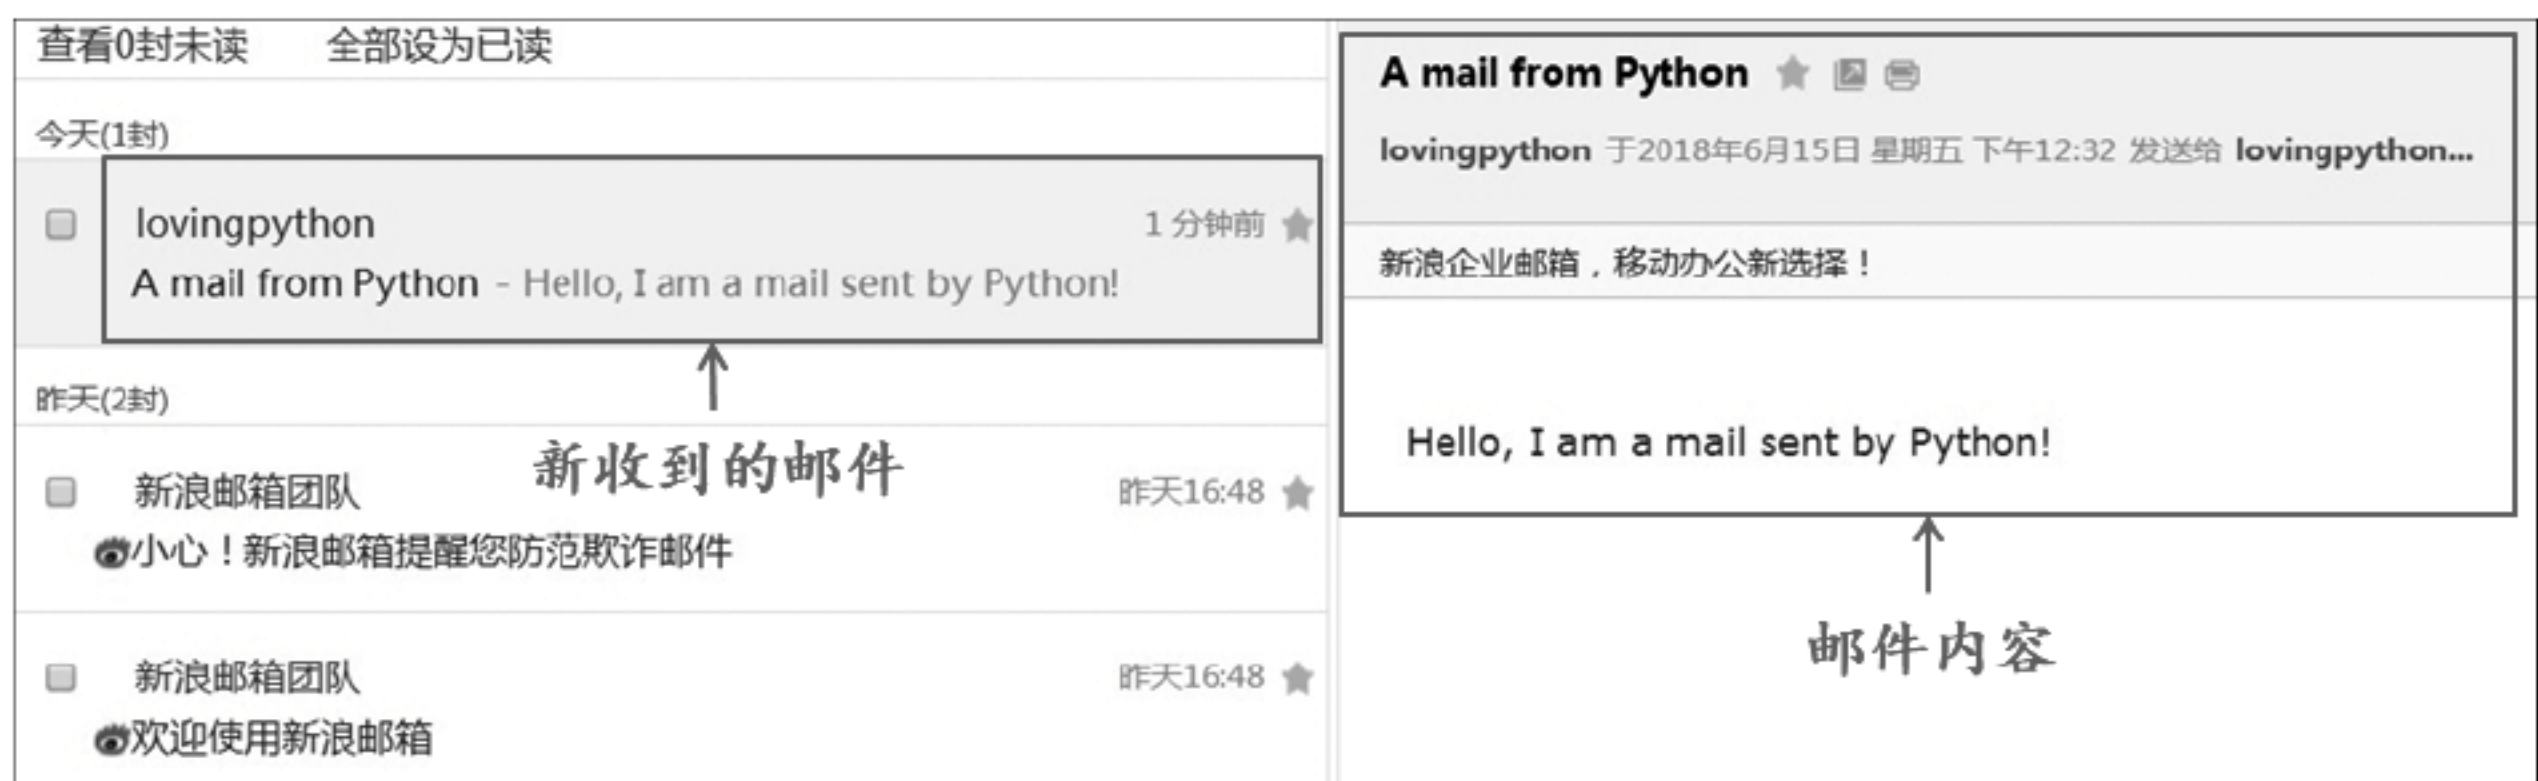 查看0封未读 全部设为已读
今天(1封)
lovingpython 1 分钟前
A mail from Python - Hello, I am a mail sent by Python!
昨天(2封)
新收到的邮件
新浪邮箱团队 昨天16:48
小心！新浪邮箱提醒您防范欺诈邮件
新浪邮箱团队 昨天16:48
欢迎使用新浪邮箱
A mail from Python
lovingpython 于2018年6月15日 星期五 下午12:32 发送给 lovingpython...
新浪企业邮箱，移动办公新选择！
Hello, I am a mail sent by Python!
邮件内容